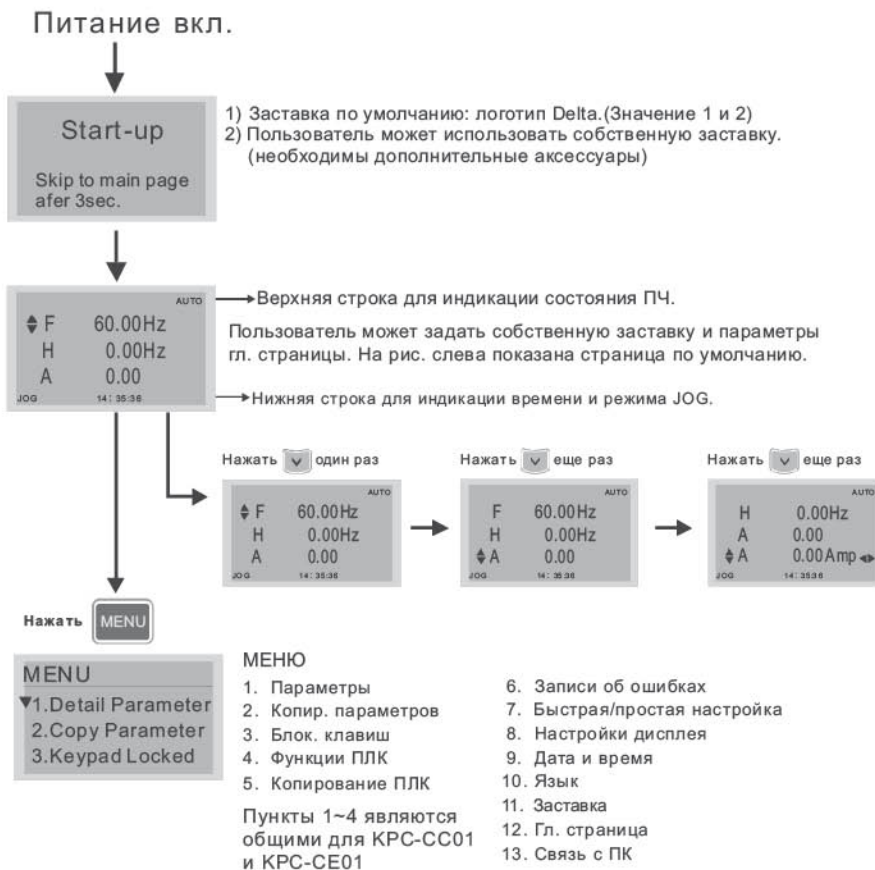 Питание вкл.
Start-up
Skip to main page
afer 3sec.
1) Заставка по умолчанию: логотип Delta.(Значение 1 и 2)
2) Пользователь может использовать собственную заставку.
(необходимы дополнительные аксессуары)
AUTO
F 60.00Hz
H 0.00Hz
A 0.00
JOG 14:35:36
Верхняя строка для индикации состояния ПЧ.
Пользователь может задать собственную заставку и параметры
гл. страницы. На рис. слева показана страница по умолчанию.
Нижняя строка для индикации времени и режима JOG.
Нажать один раз
AUTO
F 60.00Hz
H 0.00Hz
A 0.00
JOG 14:35:36
Нажать еще раз
AUTO
F 60.00Hz
H 0.00Hz
A 0.00
JOG 14:35:36
Нажать еще раз
AUTO
H 0.00Hz
A 0.00
A 0.00Amp
JOG 14:35:36
Нажать MENU
MENU
1.Detail Parameter
2.Copy Parameter
3.Keypad Locked
МЕНЮ
1. Параметры
2. Копир. параметров
3. Блок. клавиш
4. Функции ПЛК
5. Копирование ПЛК
Пункты 1~4 являются
общими для KPC-CC01
и KPC-CE01
6. Записи об ошибках
7. Быстрая/простая настройка
8. Настройки дисплея
9. Дата и время
10. Язык
11. Заставка
12. Гл. страница
13. Связь с ПК